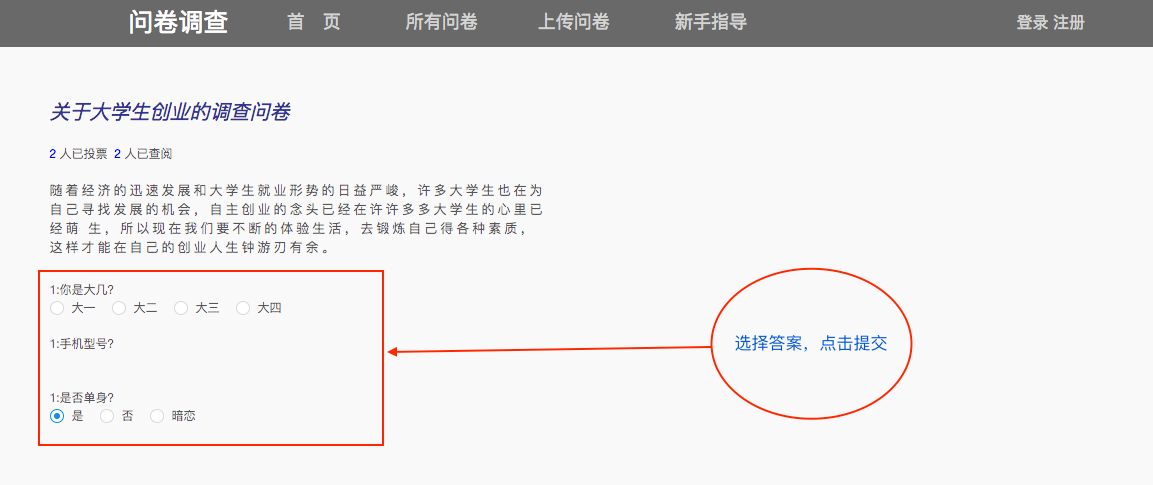 问卷调查 首 页 所有问卷 上传问卷 新手指导 登录 注册
关于大学生创业的调查问卷
2 人已投票 2 人已查阅
随着经济的迅速发展和大学生就业形势的日益严峻，许多大学生也在为
自己寻找发展的机会，自主创业的念头已经在许许多多大学生的心里已
经萌 生，所以现在我们要不断的体验生活，去锻炼自己得各种素质，
这样才能在自己的创业人生钟游刃有余。
1:你是大几?
大一 大二 大三 大四
1:手机型号?
选择答案，点击提交
1:是否单身?
是 否 暗恋